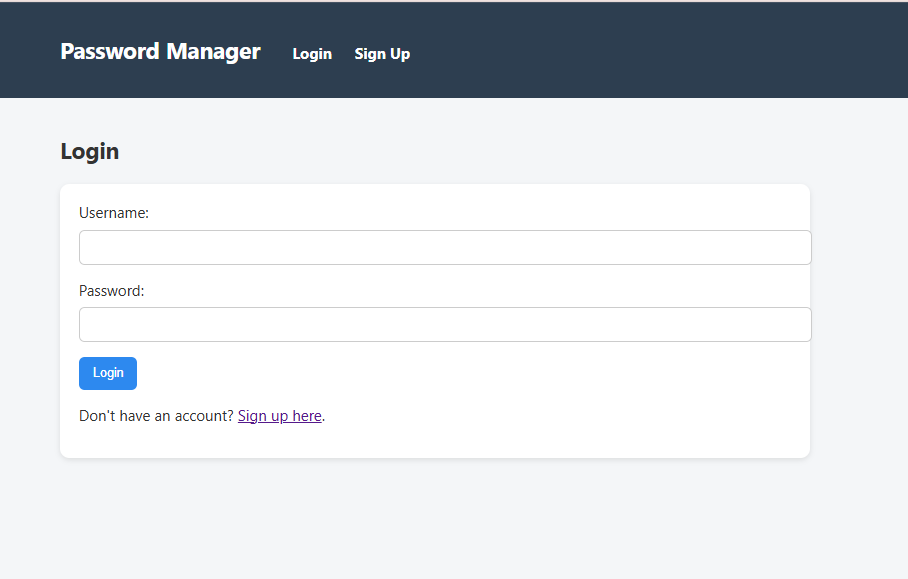 Password Manager Login Sign Up
Login
Username:
Password:
Login
Don't have an account? Sign up here.